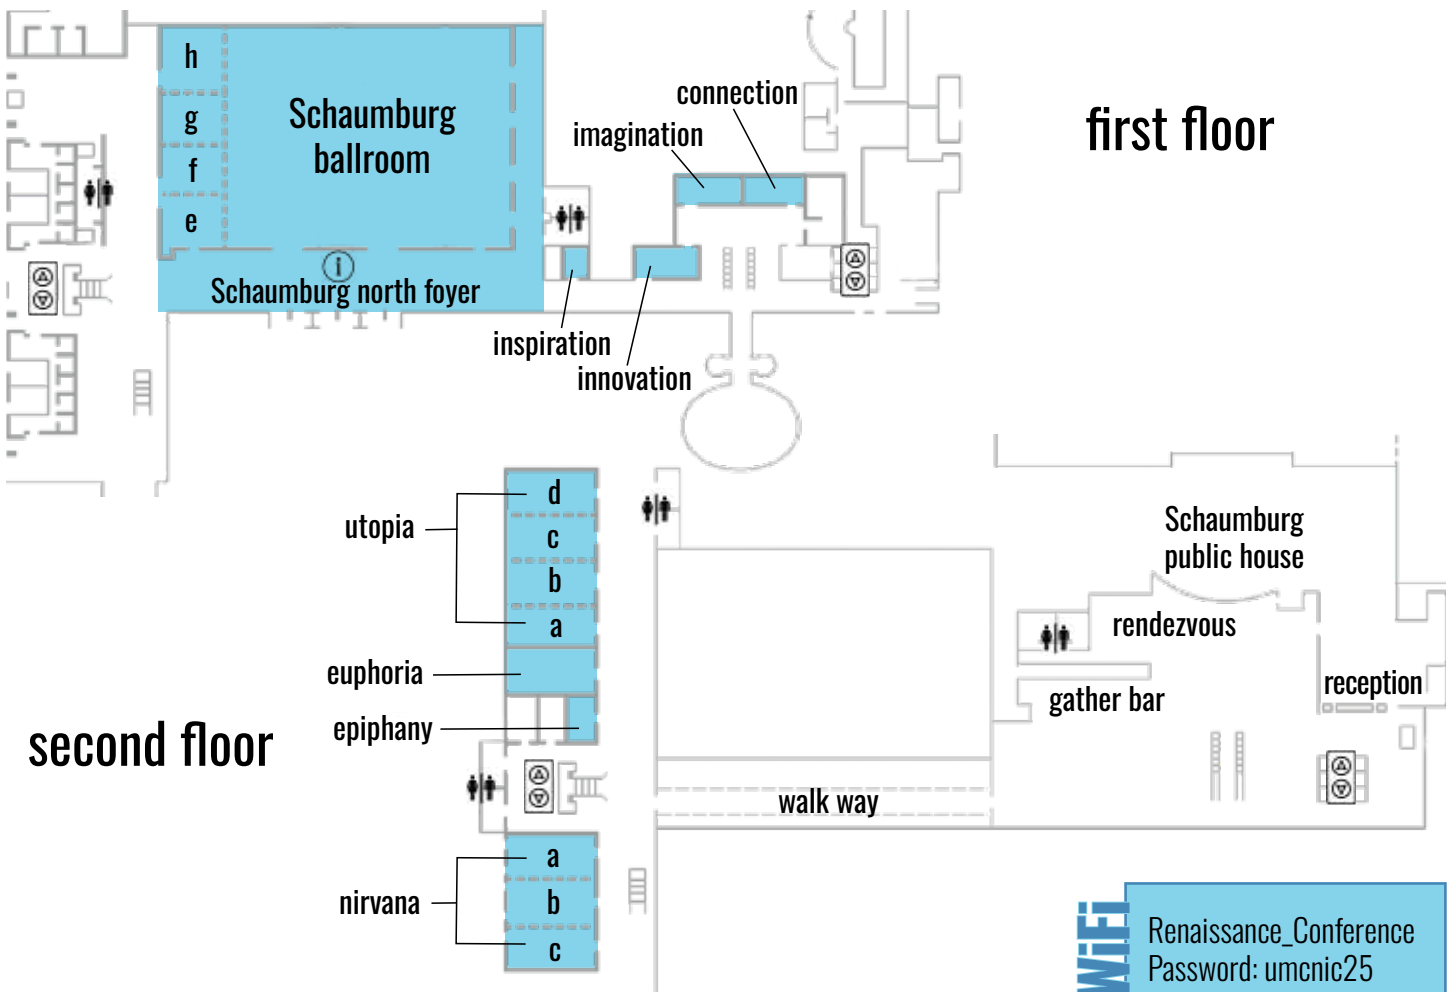 first floor
h
g
f
e
Schaumburg
ballroom
i
Schaumburg north foyer
connection
imagination
inspiration
innovation
second floor
utopia
d
c
b
a
euphoria
epiphany
nirvana
a
b
c
walk way
Schaumburg
public house
rendezvous
gather bar
reception
WiFi
Renaissance_Conference
Password: umcnic25